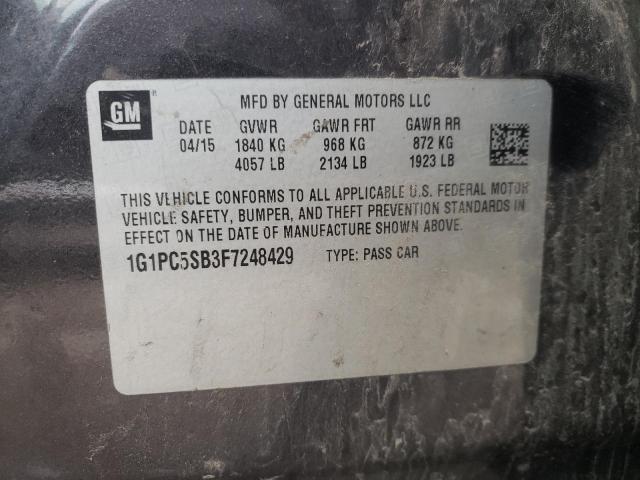 GM ®
MFD BY GENERAL MOTORS LLC
DATE GVWR GAWR FRT GAWR RR
04/15 1840 KG 968 KG 872 KG
4057 LB 2134 LB 1923 LB
THIS VEHICLE CONFORMS TO ALL APPLICABLE U.S. FEDERAL MOTOR
VEHICLE SAFETY, BUMPER, AND THEFT PREVENTION STANDARDS IN
EFFECT ON THE DATE OF MANUFACTURE SHOWN ABOVE.
1G1PC5SB3F7248429 TYPE: PASS CAR